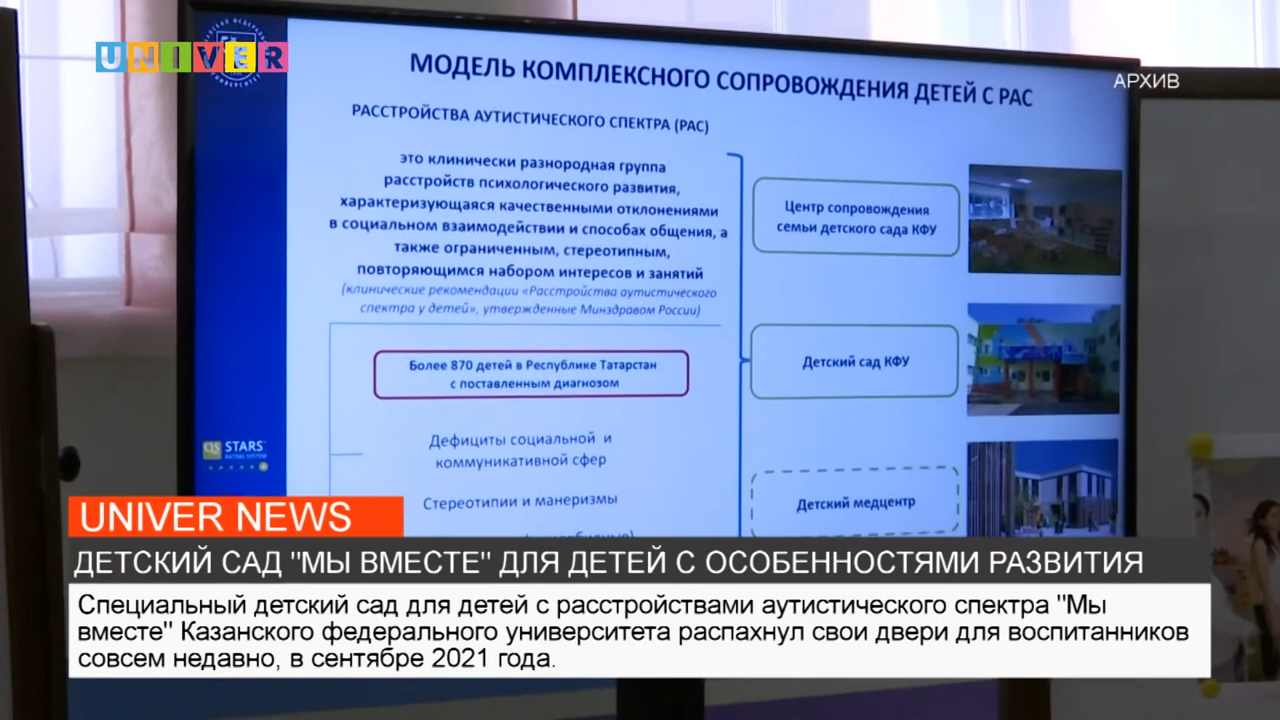 UNIVER
АРХИВ
МОДЕЛЬ КОМПЛЕКСНОГО СОПРОВОЖДЕНИЯ ДЕТЕЙ С РАС
РАССТРОЙСТВА АУТИСТИЧЕСКОГО СПЕКТРА (РАС)
это клинически разнородная группа
расстройств психологического развития,
характеризующаяся качественными отклонениями
в социальном взаимодействии и способах общения, а
также ограниченным, стереотипным,
повторяющимся набором интересов и занятий
(клинические рекомендации «Расстройства аутистического
спектра у детей», утвержденные Минздравом России)
Более 870 детей в Республике Татарстан
с поставленным диагнозом
Дефициты социальной и
коммуникативной сфер
Стереотипии и манеризмы
Центр сопровождения
семьи детского сада КФУ
Детский сад КФУ
Детский медцентр
QS STARS
RATING SYSTEM
UNIVER NEWS
ДЕТСКИЙ САД "МЫ ВМЕСТЕ" ДЛЯ ДЕТЕЙ С ОСОБЕННОСТЯМИ РАЗВИТИЯ
Специальный детский сад для детей с расстройствами аутистического спектра "Мы
вместе" Казанского федерального университета распахнул свои двери для воспитанников
совсем недавно, в сентябре 2021 года.